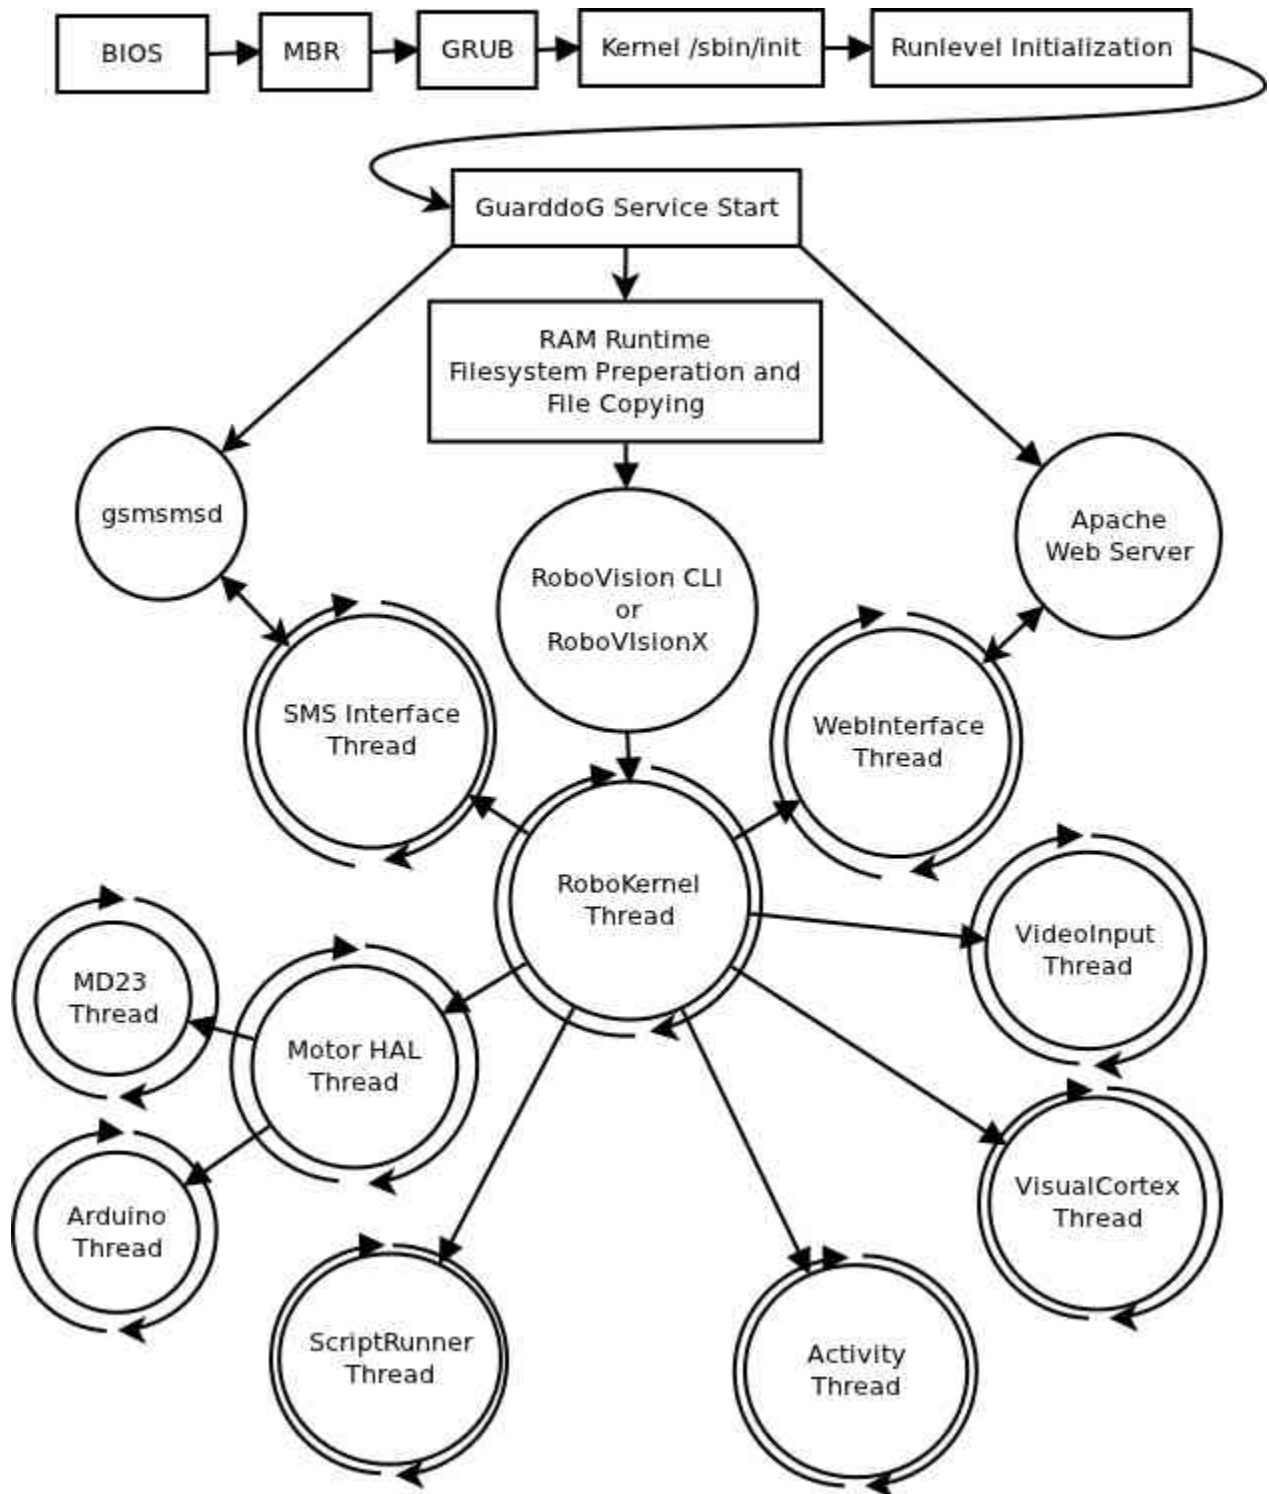 BIOS
MBR
GRUB
Kernel /sbin/init
Runlevel Initialization
GuarddoG Service Start
RAM Runtime
Filesystem Preperation and
File Copying
gsmsmsd
Apache
Web Server
RoboVision CLI
or
RoboVIsionX
SMS Interface
Thread
WebInterface
Thread
RoboKernel
Thread
VideoInput
Thread
MD23
Thread
Motor HAL
Thread
VisualCortex
Thread
Arduino
Thread
ScriptRunner
Thread
Activity
Thread